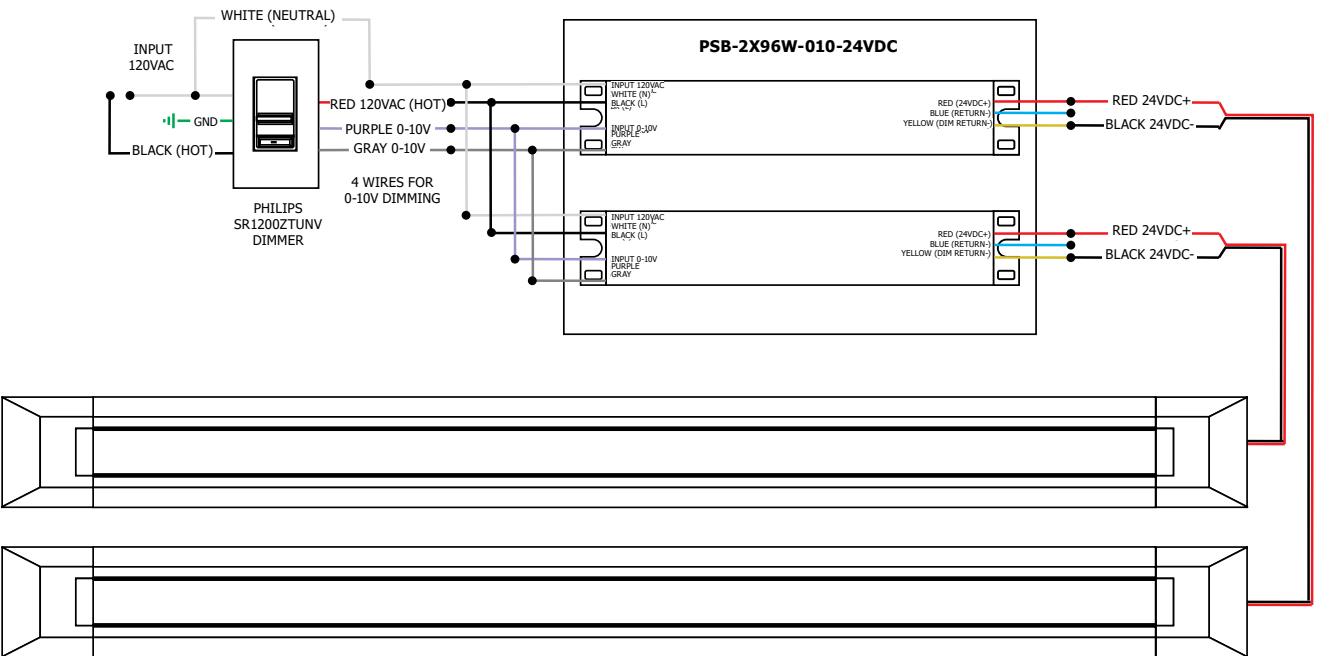 WHITE (NEUTRAL)
INPUT
120VAC
GND
BLACK (HOT)
PHILIPS
SR1200ZTUNV
DIMMER
RED 120VAC (HOT)
PURPLE 0-10V
GRAY 0-10V
4 WIRES FOR
0-10V DIMMING
PSB-2X96W-010-24VDC
INPUT 120VAC
WHITE (N)
BLACK (L)
INPUT 0-10V
PURPLE
GRAY
RED (24VDC+)
BLUE (RETURN-)
YELLOW (DIM RETURN-)
RED 24VDC+
BLACK 24VDC-
INPUT 120VAC
WHITE (N)
BLACK (L)
INPUT 0-10V
PURPLE
GRAY
RED (24VDC+)
BLUE (RETURN-)
YELLOW (DIM RETURN-)
RED 24VDC+
BLACK 24VDC-